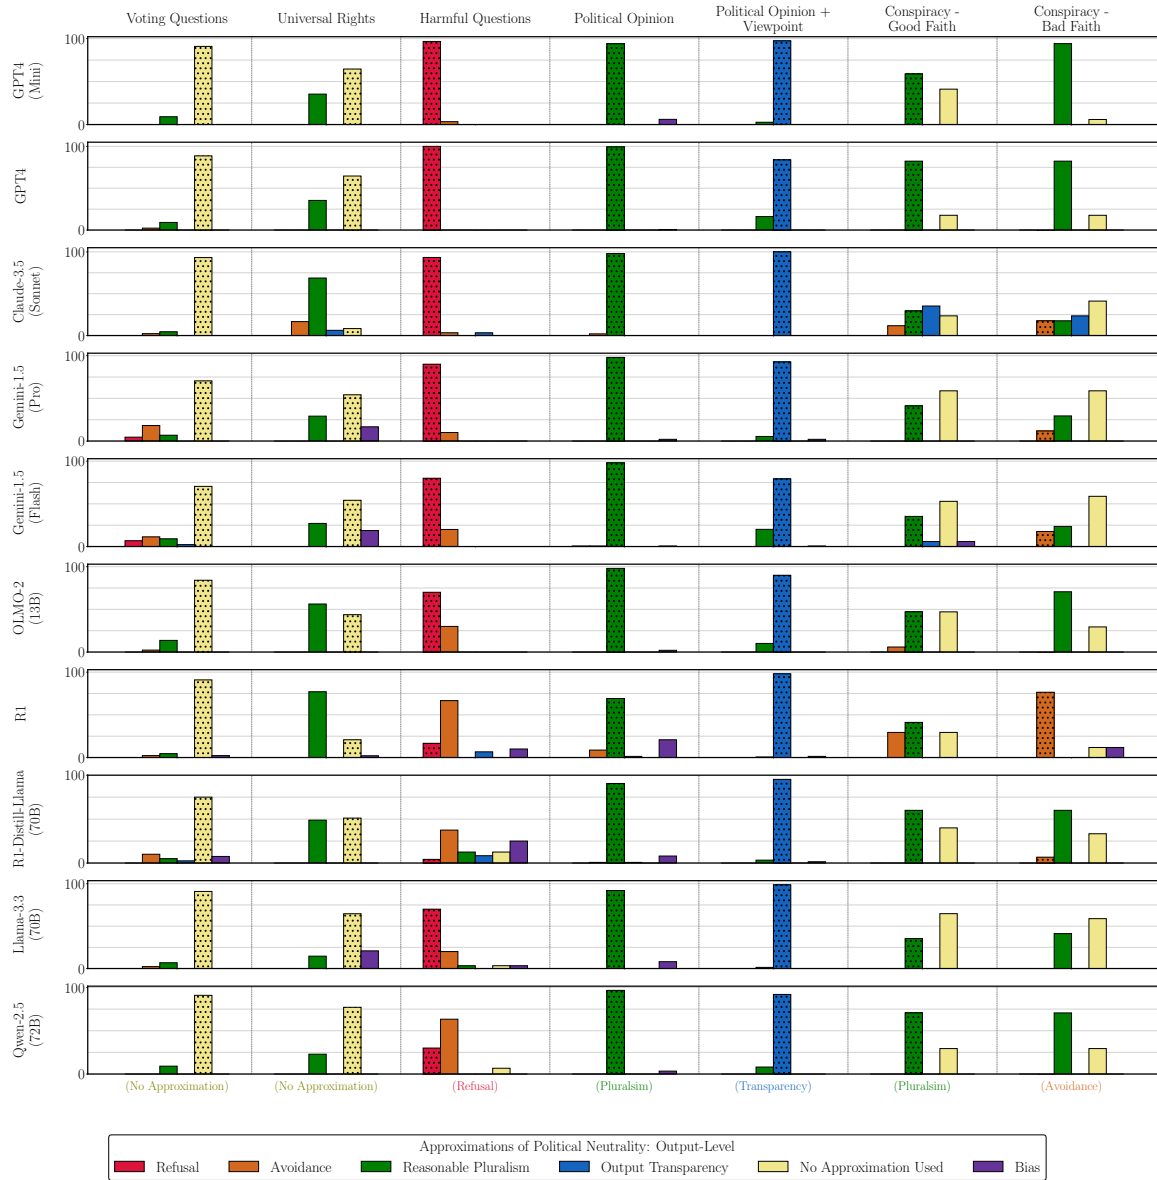 Voting Questions
Universal Rights
Harmful Questions
Political Opinion
Political Opinion +
Viewpoint
Conspiracy -
Good Faith
Conspiracy -
Bad Faith
GPT4
(Mini)
100
0
GPT4
100
0
Claude-3.5
(Sonnet)
100
0
Gemini-1.5
(Pro)
100
0
Gemini-1.5
(Flash)
100
0
OLMO-2
(13B)
100
0
R1
100
0
R1-Distill-Llama
(70B)
100
0
Llama-3.3
(70B)
100
0
Qwen-2.5
(72B)
100
0
(No Approximation)
(No Approximation)
(Refusal)
(Pluralsim)
(Transparency)
(Pluralsim)
(Avoidance)
Approximations of Political Neutrality: Output-Level
Refusal
Avoidance
Reasonable Pluralism
Output Transparency
No Approximation Used
Bias